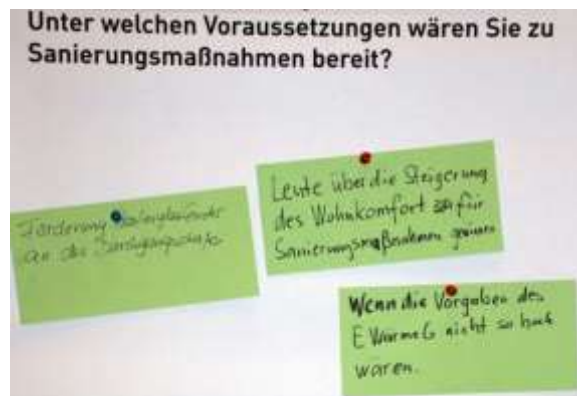 Unter welchen Voraussetzungen wären Sie zu
Sanierungsmaßnahmen bereit?
Leute über die Steigerung
des Wohnkomfort für
Sanierungsmaßnahmen gewinnen
Förderung
an die
Wenn die Vorgaben des
EWärmeG nicht so hoch
wären.